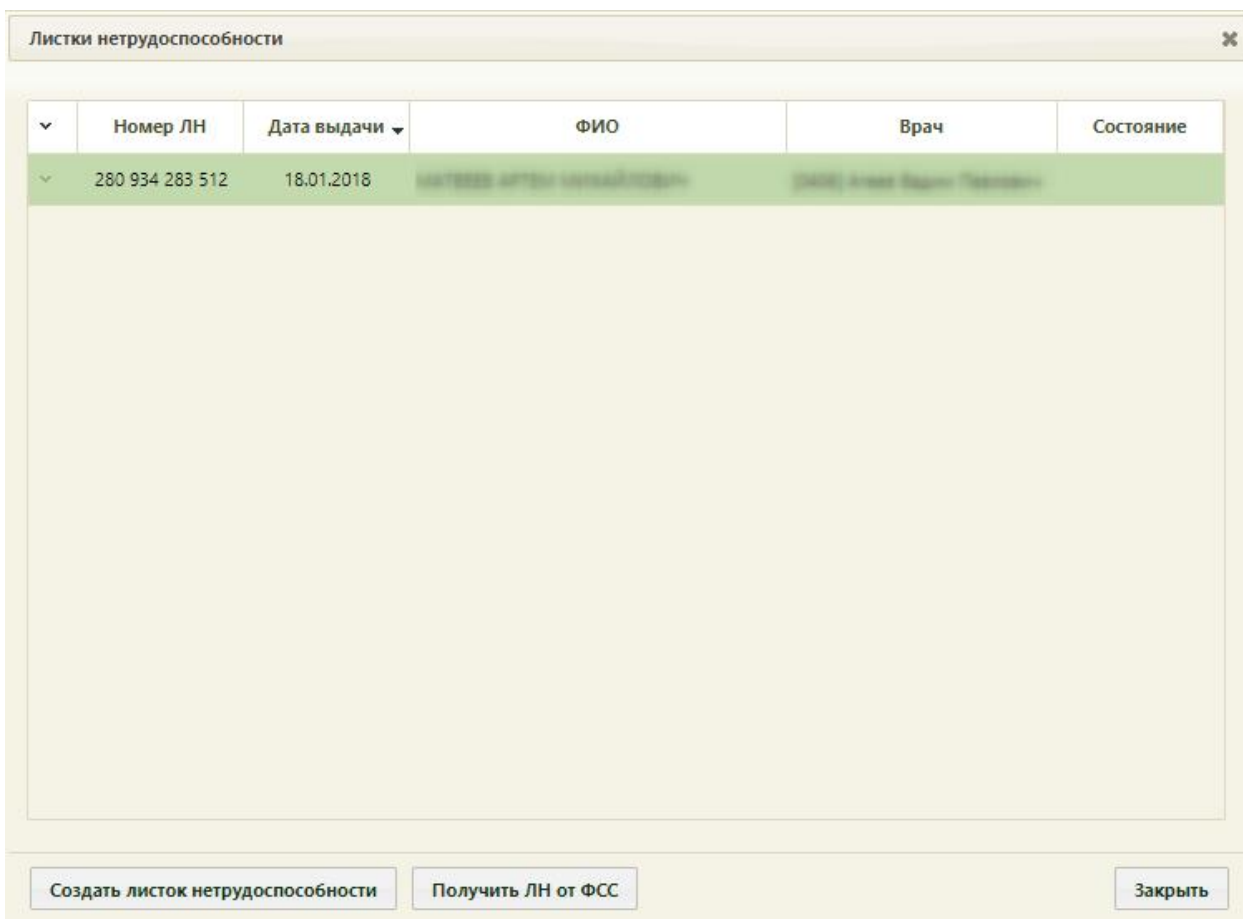 Листки нетрудоспособности
Номер ЛН Дата выдачи ФИО Врач Состояние
280 934 283 512 18.01.2018
Создать листок нетрудоспособности Получить ЛН от ФСС Закрыть